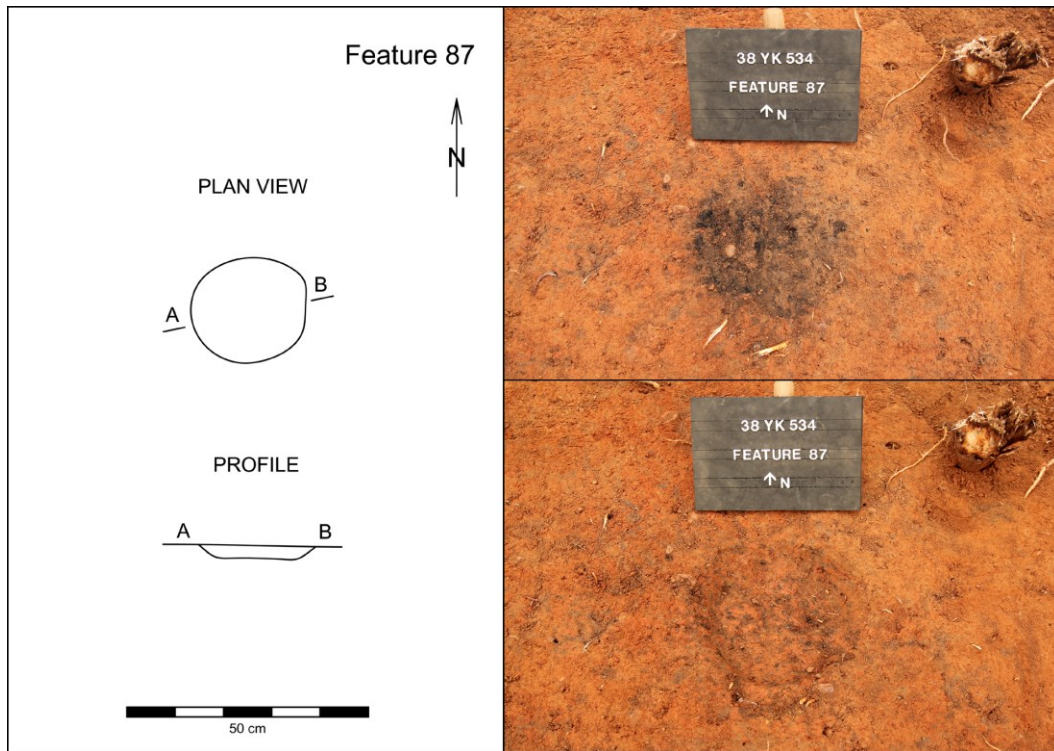 Feature 87
N
PLAN VIEW
A
B
PROFILE
A
B
50 cm
38 YK 534
FEATURE 87
↑ N
38 YK 534
FEATURE 87
↑ N